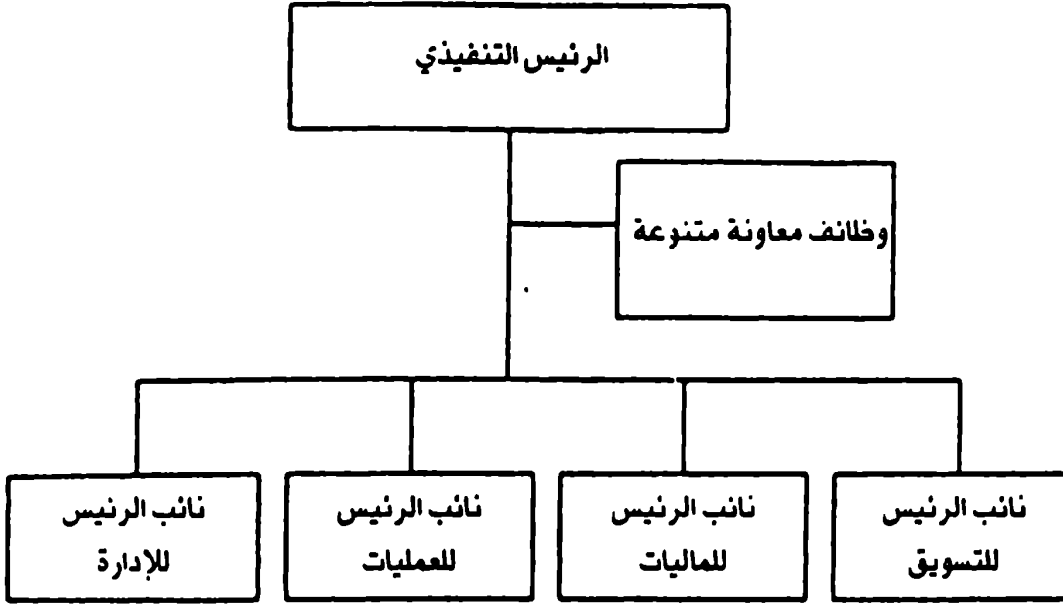 الرئيس التنفيذي
وظائف معاونة متنوعة
نائب الرئيس
للتسويق
نائب الرئيس
للماليات
نائب الرئيس
للعمليات
نائب الرئيس
للإدارة